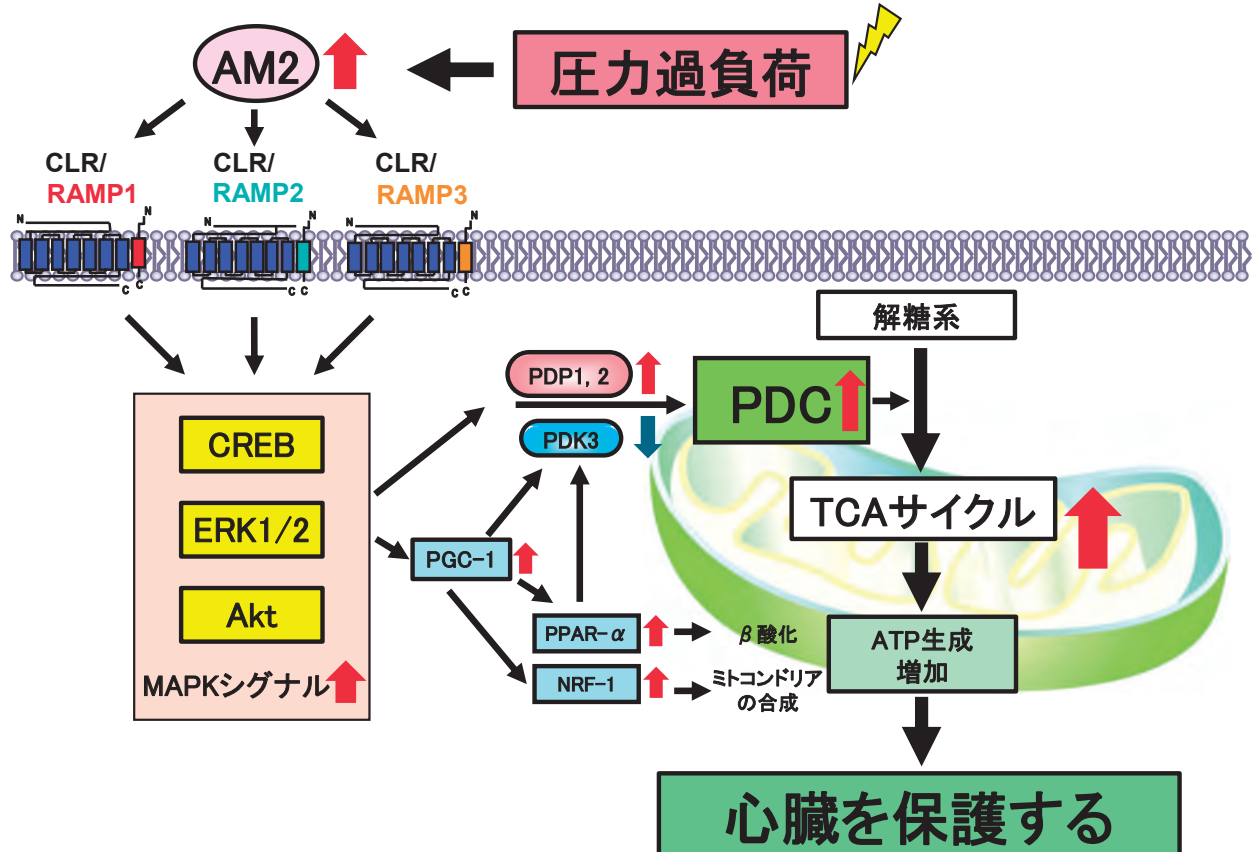 AM2
圧力過負荷
CLR/
RAMP1
CLR/
RAMP2
CLR/
RAMP3
N
N
N
N
N
N
C
C
C
C
C
C
解糖系
PDP1, 2
PDK3
PDC
CREB
ERK1/2
Akt
MAPKシグナル
PGC-1
PPAR-α
NRF-1
β酸化
ミトコンドリア
の合成
TCAサイクル
ATP生成
増加
心臓を保護する